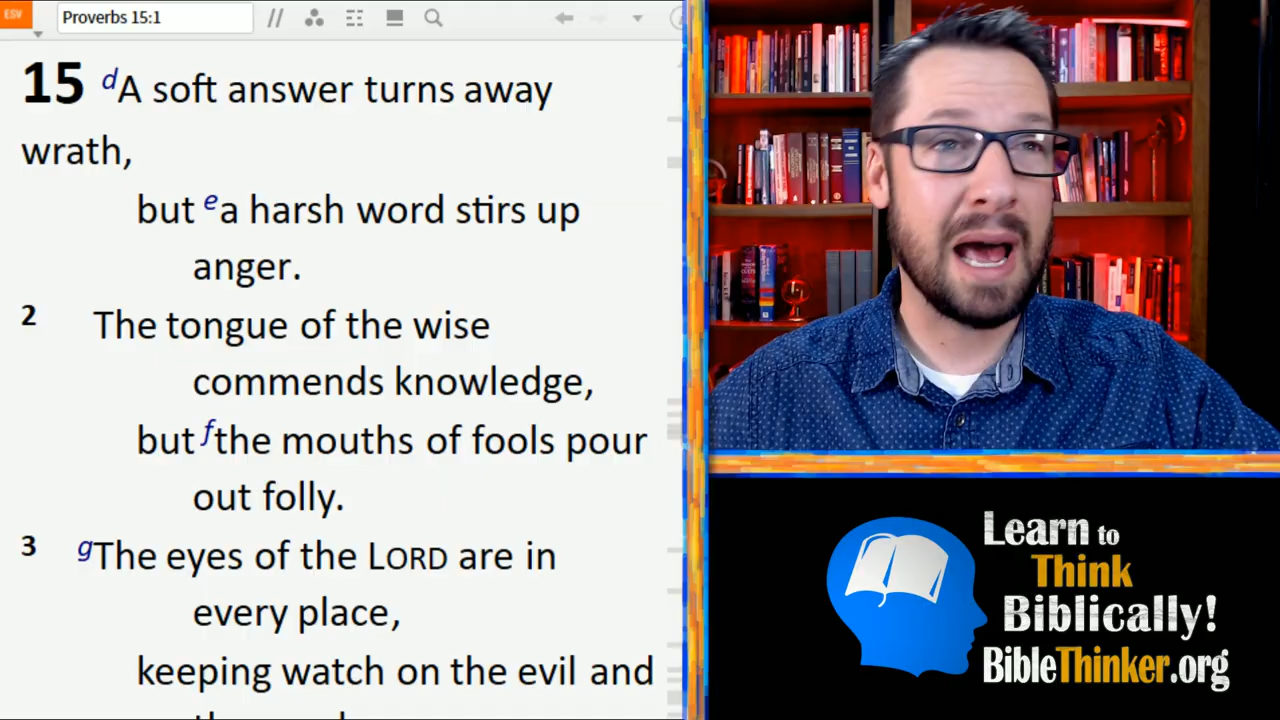 ESV
Proverbs 15:1
15 dA soft answer turns away
wrath,
but ea harsh word stirs up
anger.
2 The tongue of the wise
commends knowledge,
but fthe mouths of fools pour
out folly.
3 gThe eyes of the LORD are in
every place,
keeping watch on the evil and
Learn to
Think
Biblically!
BibleThinker.org